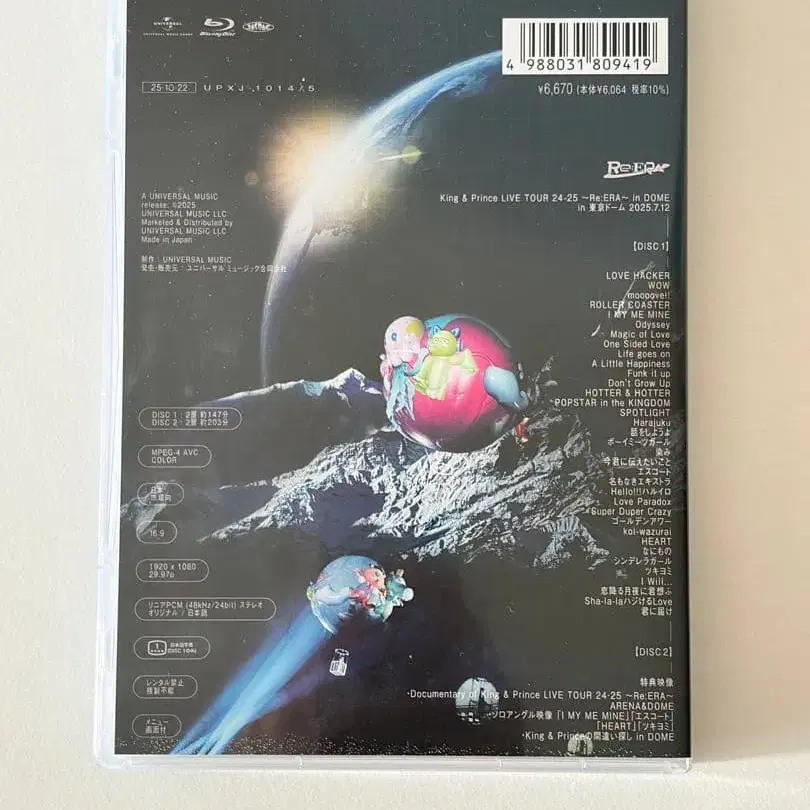 UNIVERSAL
UNIVERSAL MUSIC GROUP
Blu-ray Disc
4 988031 809419
¥6,670 (本体¥6,064 税率10%)
25·10·22 UPXJ-1014/5
Re:ERA
King & Prince LIVE TOUR 24-25 ～Re:ERA～ in DOME
in 東京ドーム 2025.7.12
A UNIVERSAL MUSIC
release. ©2025
UNIVERSAL MUSIC LLC
Marketed & Distributed by
UNIVERSAL MUSIC LLC
Made in Japan
制作：UNIVERSAL MUSIC
発売・販売元：ユニバーサル ミュージック合同会社
【DISC 1】
LOVE HACKER
WOW
moooove!!
ROLLER COASTER
I MY ME MINE
Odyssey
Magic of Love
One Sided Love
Life goes on
A Little Happiness
Funk it up
Don't Grow Up
HOTTER & HOTTER
POPSTAR in the KINGDOM
SPOTLIGHT
Harajuku
話をしようよ
ボーイミーツガール
染み
今君に伝えたいこと
エスコート
名もなきエキストラ
Hello!!!ハルイロ
Love Paradox
Super Duper Crazy
ゴールデンアワー
koi-wazurai
HEART
なにもの
シンデレラガール
ツキヨミ
I Will...
恋降る月夜に君想ふ
Sha-la-laハジけるLove
君に届け
【DISC 2】
特典映像
·Documentary of King & Prince LIVE TOUR 24-25 ～Re:ERA～
ARENA&DOME
·ソロアングル映像「I MY ME MINE」「エスコート」
「HEART」「ツキヨミ」
·King & Princeの間違い探し in DOME
DISC 1：2層 約147分
DISC 2：2層 約203分
MPEG-4 AVC
COLOR
日本
市場向
16:9
1920 x 1080
29.97p
リニアPCM (48kHz/24bit) ステレオ
オリジナル / 日本語
1
日本語字幕
レンタル禁止
複製不能
メニュー
画面付